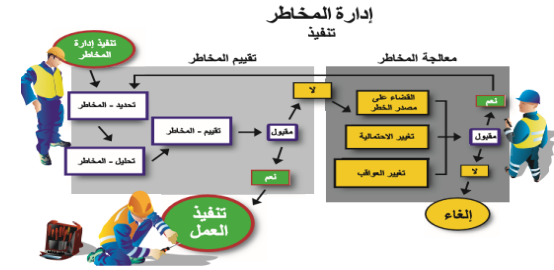 إدارة المخاطر
تنفيذ
تنفيذ إدارة
المخاطر
تقييم المخاطر
معالجة المخاطر
تحديد - المخاطر
تحليل - المخاطر
تقييم - المخاطر
مقبول
لا
نعم
تنفيذ
العمل
القضاء على
مصدر الخطر
تغيير الاحتمالية
تغيير العواقب
نعم
مقبول
لا
إلغاء